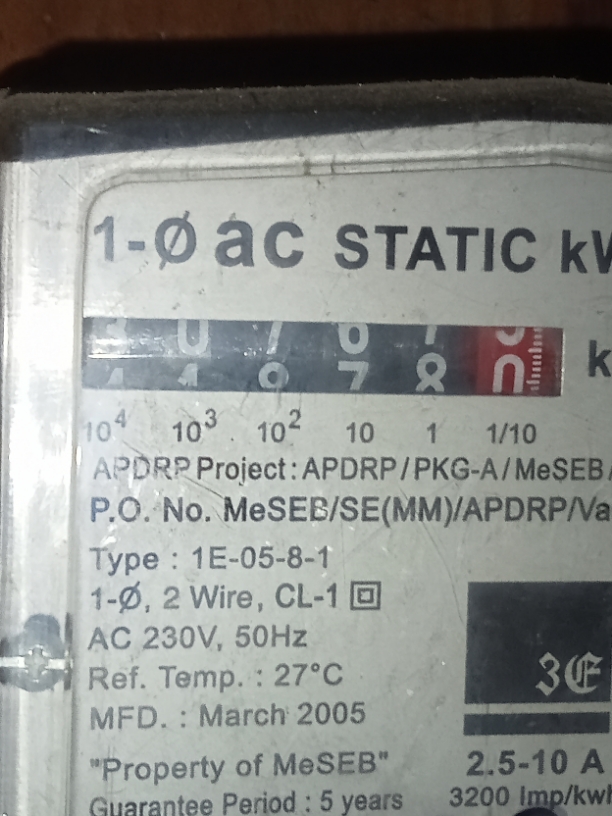 1-Ø ac STATIC
10⁴ 10³ 10² 10 1 1/10
APDRP Project : APDRP/PKG-A/MeSEB/
P.O. No. MeSEB/SE(MM)/APDRP/Va
Type : 1E-05-8-1
1-Ø, 2 Wire, CL-1
AC 230V, 50Hz
Ref. Temp. : 27°C
MFD. : March 2005
3E
"Property of MeSEB"
2.5-10 A
Guarantee Period : 5 years
3200 Imp/kwh